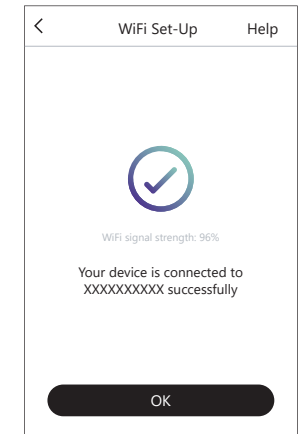 WiFi Set-Up Help
WiFi signal strength: 96%
Your device is connected to
XXXXXXXXXX successfully
OK